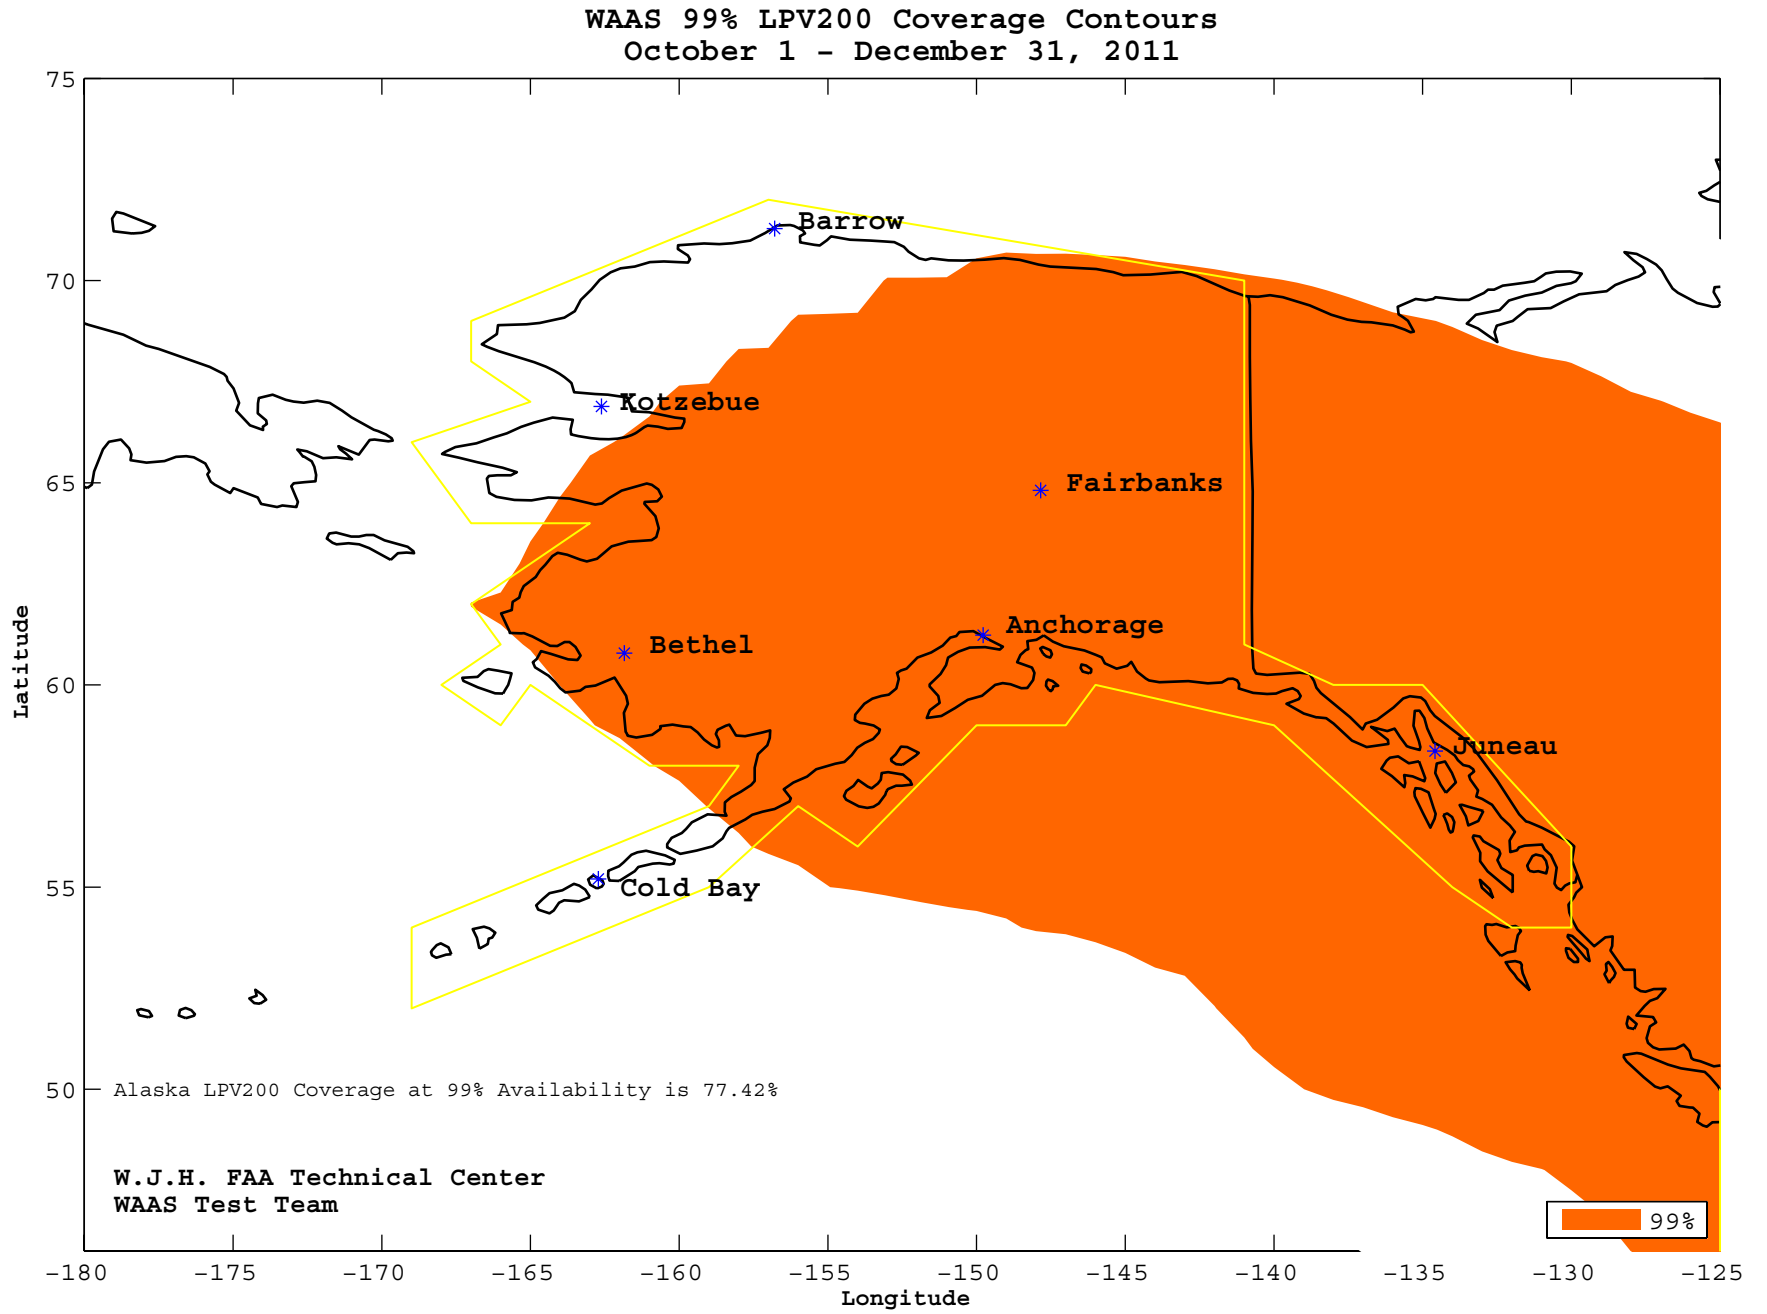 WAAS 99% LPV200 Coverage Contours
October 1 - December 31, 2011
75
70
65
60
55
50
Latitude
Barrow
Kotzebue
Fairbanks
Anchorage
Bethel
Juneau
Cold Bay
Alaska LPV200 Coverage at 99% Availability is 77.42%
W.J.H. FAA Technical Center
WAAS Test Team
99%
-180 -175 -170 -165 -160 -155 -150 -145 -140 -135 -130 -125
Longitude